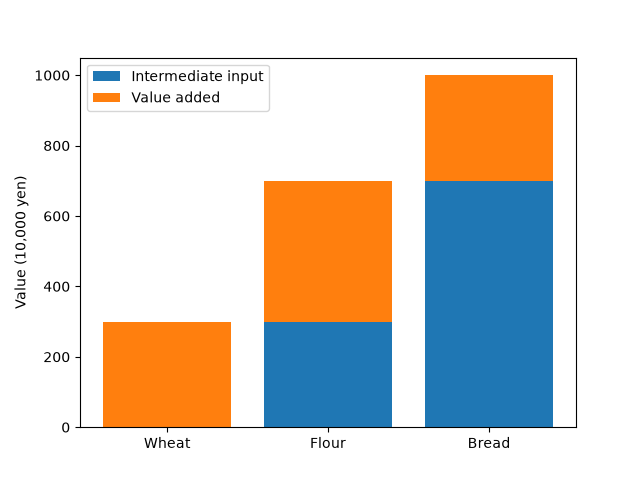 Intermediate input
Value added
Value (10,000 yen)
1000
800
600
400
200
0
Wheat
Flour
Bread